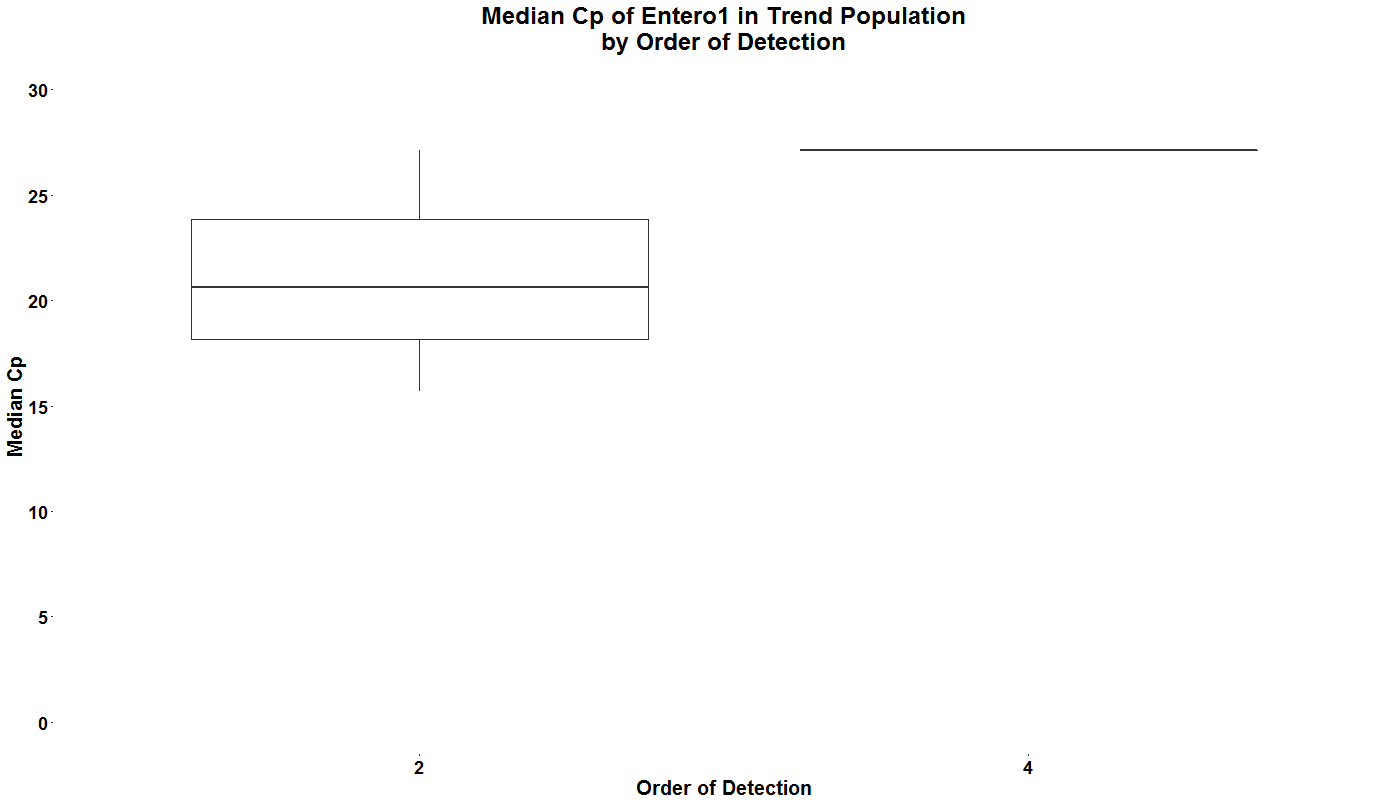 Median Cp of Entero1 in Trend Population
by Order of Detection
30
25
20
15
10
5
0
Median Cp
2
4
Order of Detection